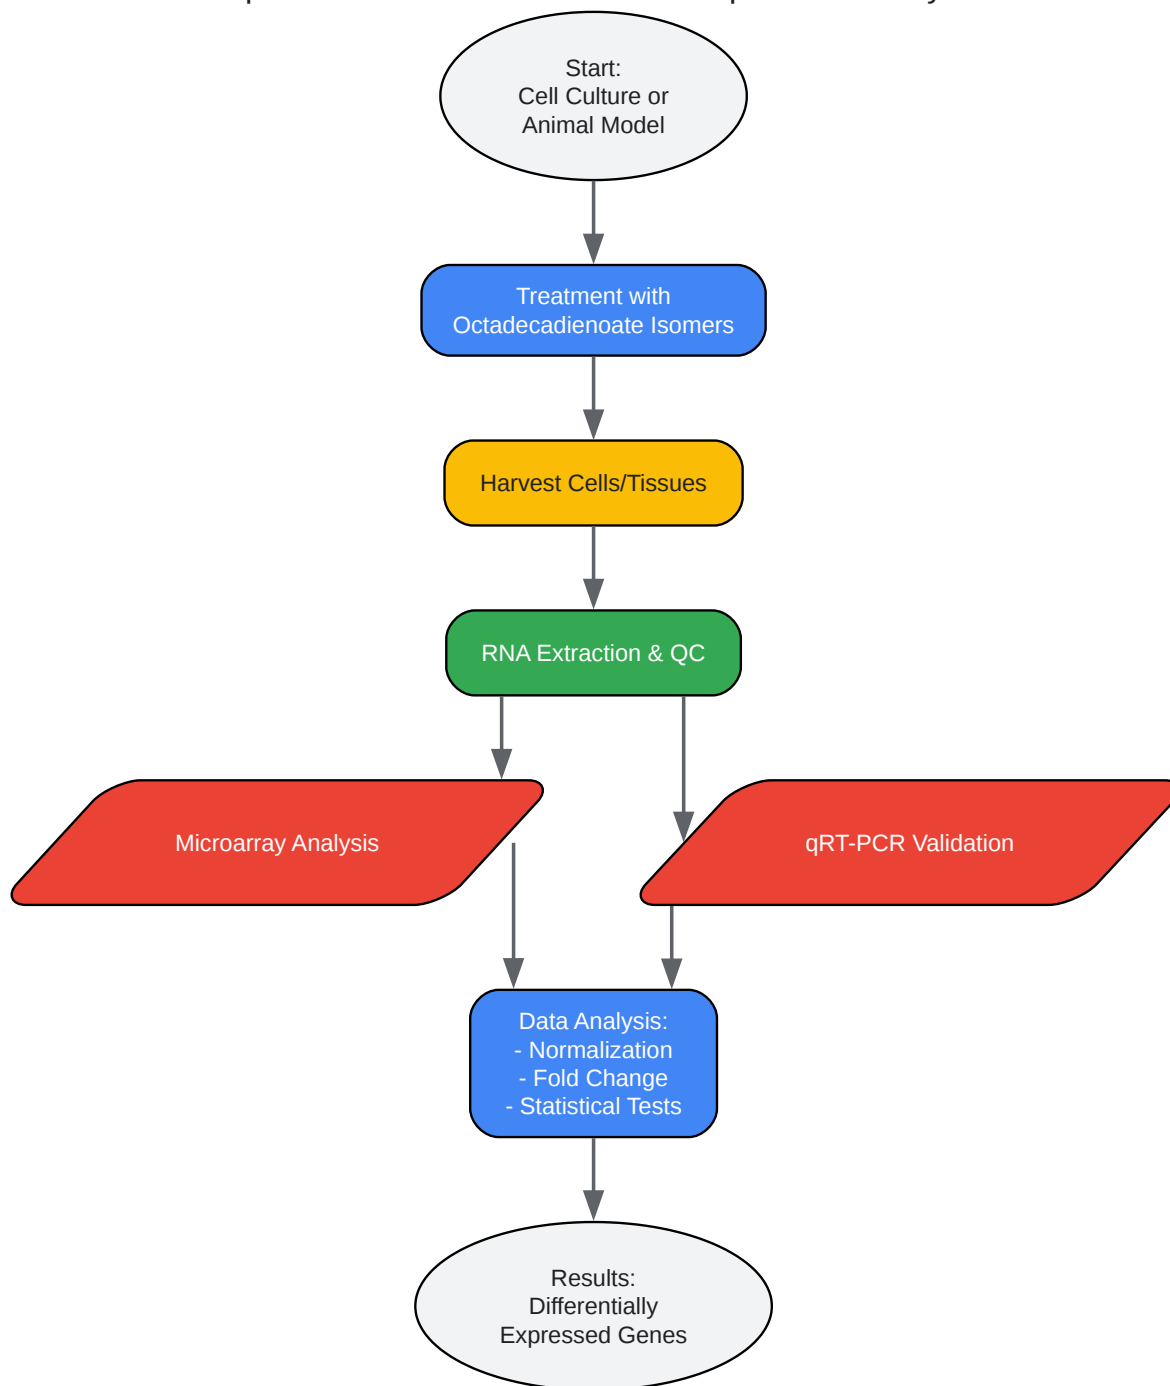 Start:
Cell Culture or
Animal Model
Treatment with
Octadecadienoate Isomers
Harvest Cells/Tissues
RNA Extraction & QC
Microarray Analysis
qRT-PCR Validation
Data Analysis:
- Normalization
- Fold Change
- Statistical Tests
Results:
Differentially
Expressed Genes